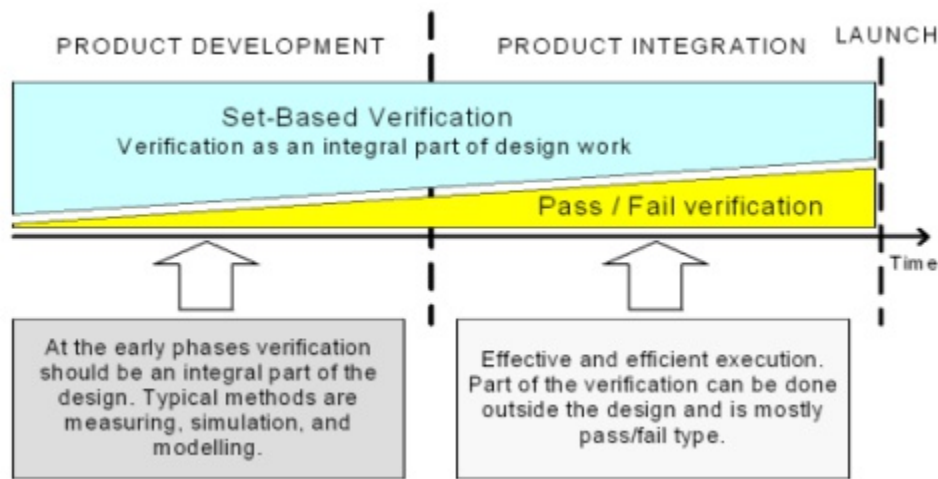 PRODUCT DEVELOPMENT
PRODUCT INTEGRATION
LAUNCH
Set-Based Verification
Verification as an integral part of design work
Pass / Fail verification
Time
At the early phases verification
should be an integral part of the
design. Typical methods are
measuring, simulation, and
modelling.
Effective and efficient execution.
Part of the verification can be done
outside the design and is mostly
pass/fail type.